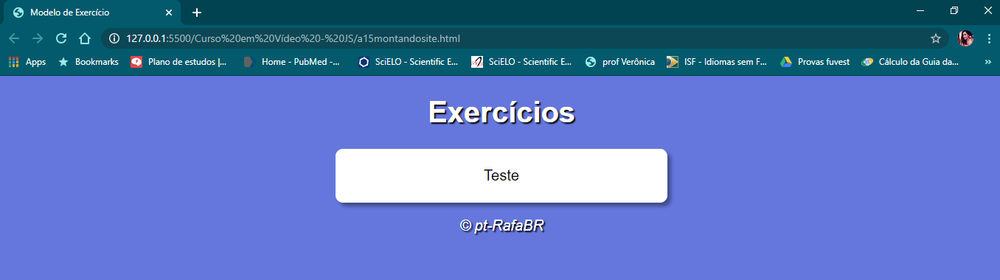 Modelo de Exercício
127.0.0.1:5500/Curso%20em%20Vídeo%20-%20JS/a15montandosite.html
Apps Bookmarks Plano de estudos |... Home - PubMed -... SciELO - Scientific E... SciELO - Scientific E... prof Verônica ISF - Idiomas sem F... Provas fuvest Cálculo da Guia da... »
Exercícios
Teste
© pt-RafaBR